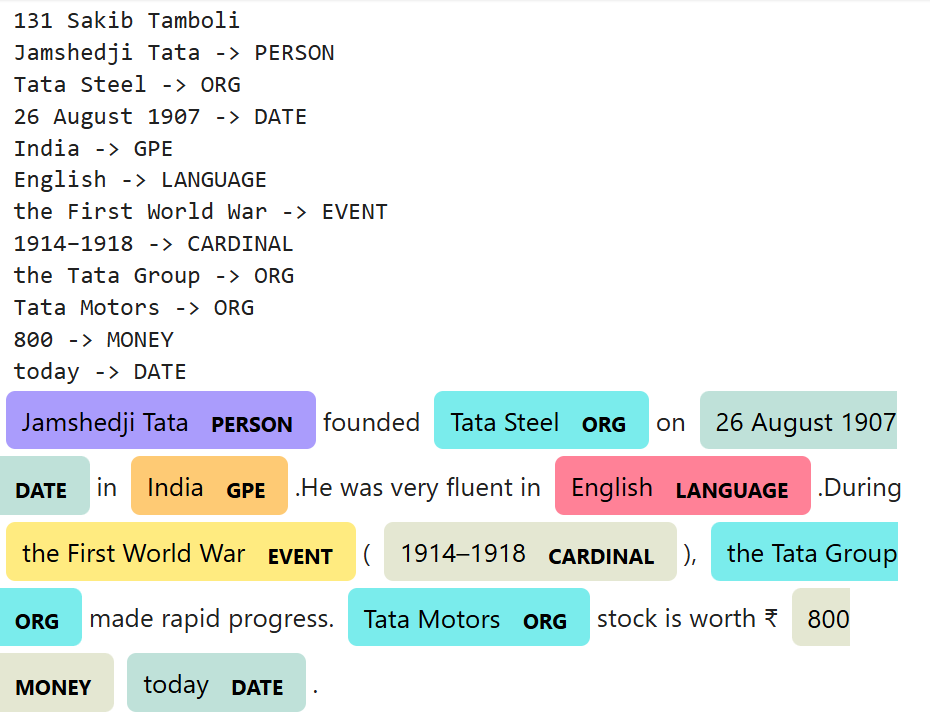 131 Sakib Tamboli
Jamshedji Tata -> PERSON
Tata Steel -> ORG
26 August 1907 -> DATE
India -> GPE
English -> LANGUAGE
the First World War -> EVENT
1914–1918 -> CARDINAL
the Tata Group -> ORG
Tata Motors -> ORG
800 -> MONEY
today -> DATE
Jamshedji Tata PERSON founded Tata Steel ORG on 26 August 1907
DATE in India GPE .He was very fluent in English LANGUAGE .During
the First World War EVENT ( 1914–1918 CARDINAL ), the Tata Group
ORG made rapid progress. Tata Motors ORG stock is worth ₹ 800
MONEY today DATE .